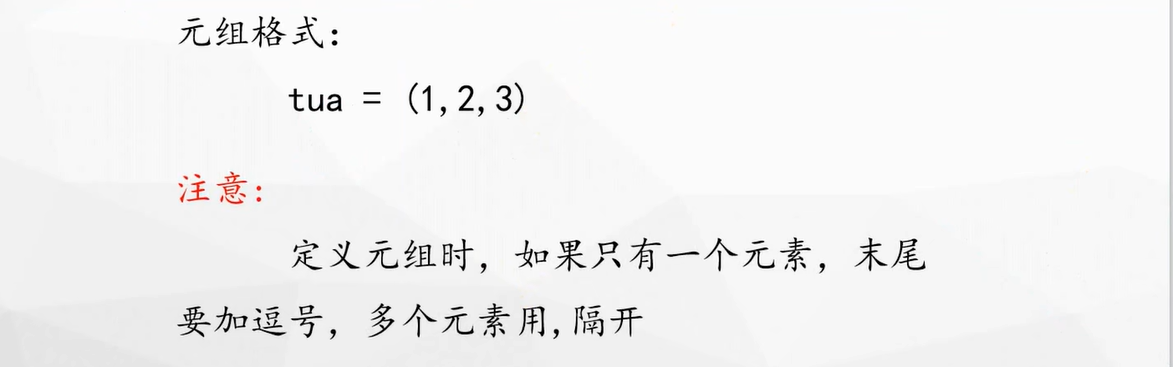 元组格式：
tua = (1,2,3)
注意：
定义元组时，如果只有一个元素，末尾
要加逗号，多个元素用,隔开